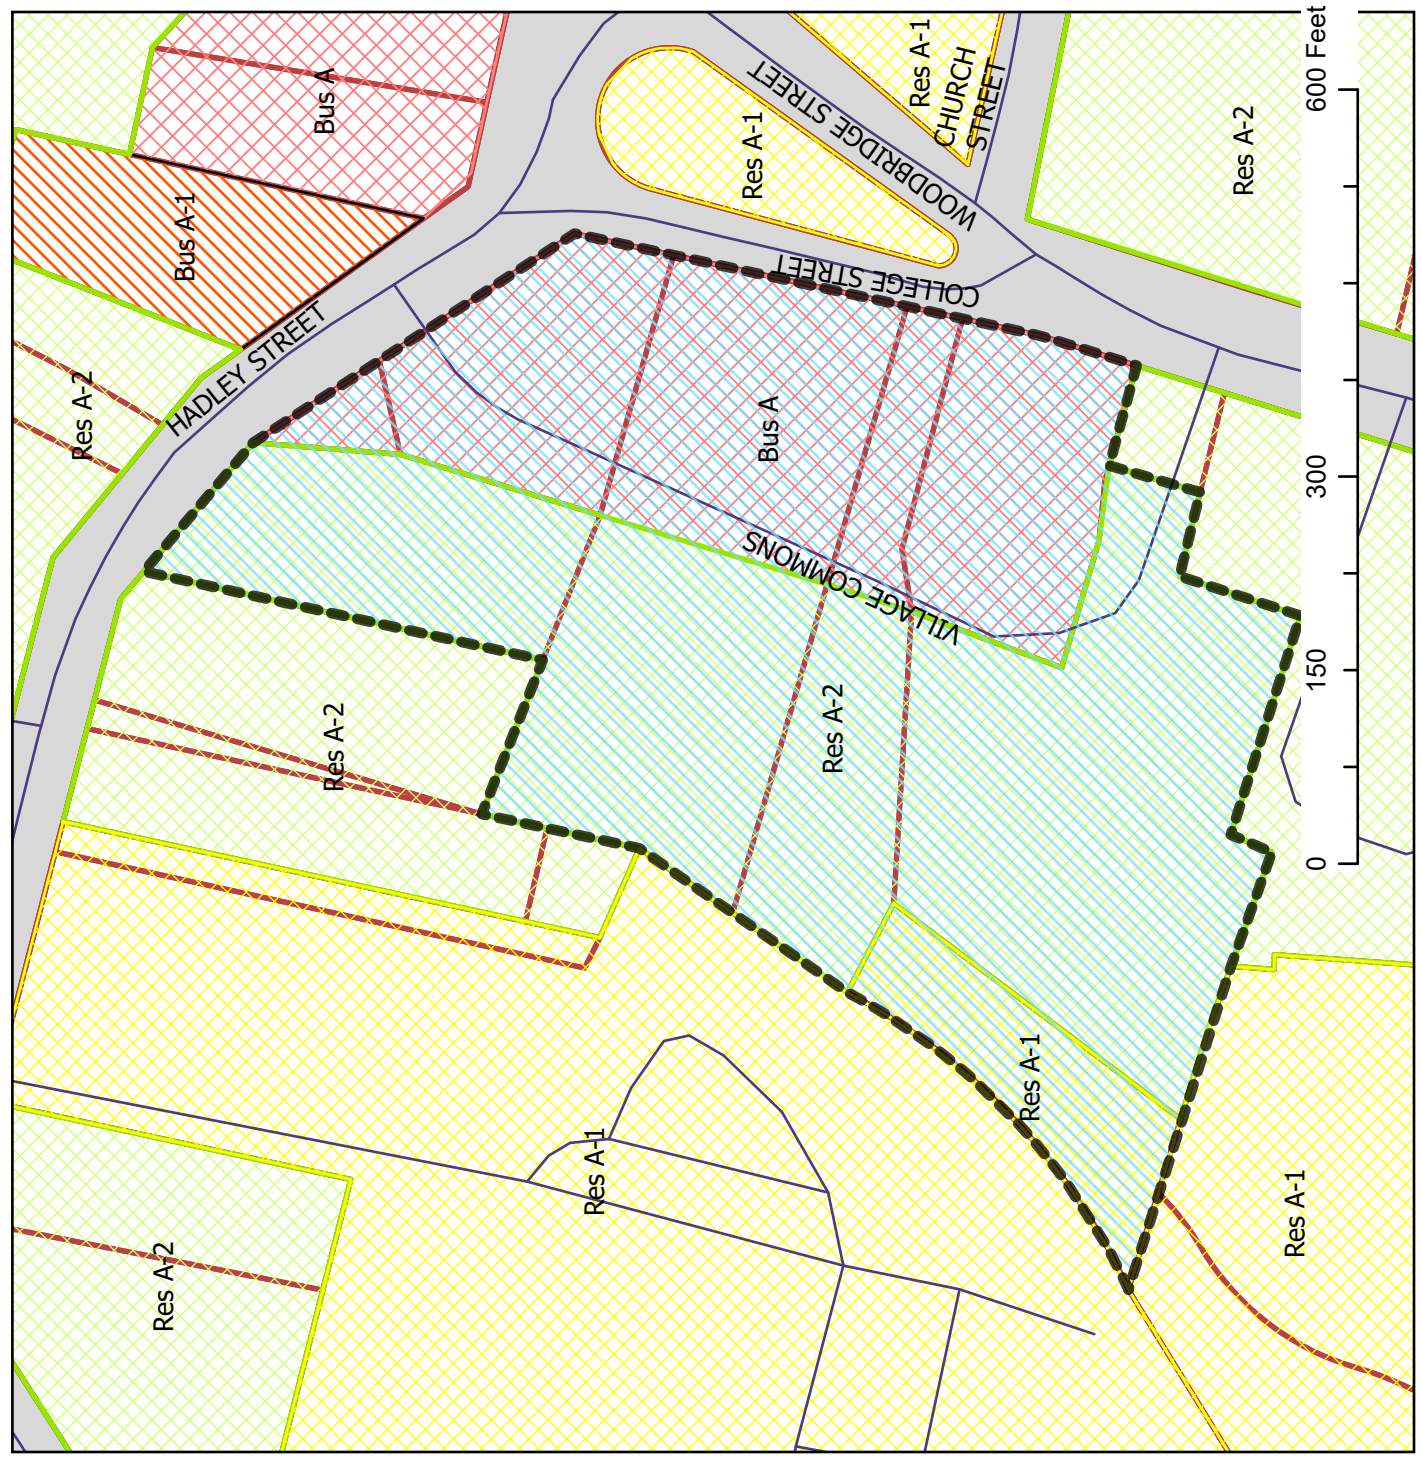 Res A-1
CHURCH
STREET
600 Feet
Bus A
WOODBRIDGE STREET
Res A-1
Res A-2
Bus A-1
COLLEGE STREET
HADLEY STREET
Res A-2
Bus A
300
VILLAGE COMMONS
150
Res A-2
Res A-2
0
Res A-1
Res A-1
Res A-1
Res A-2